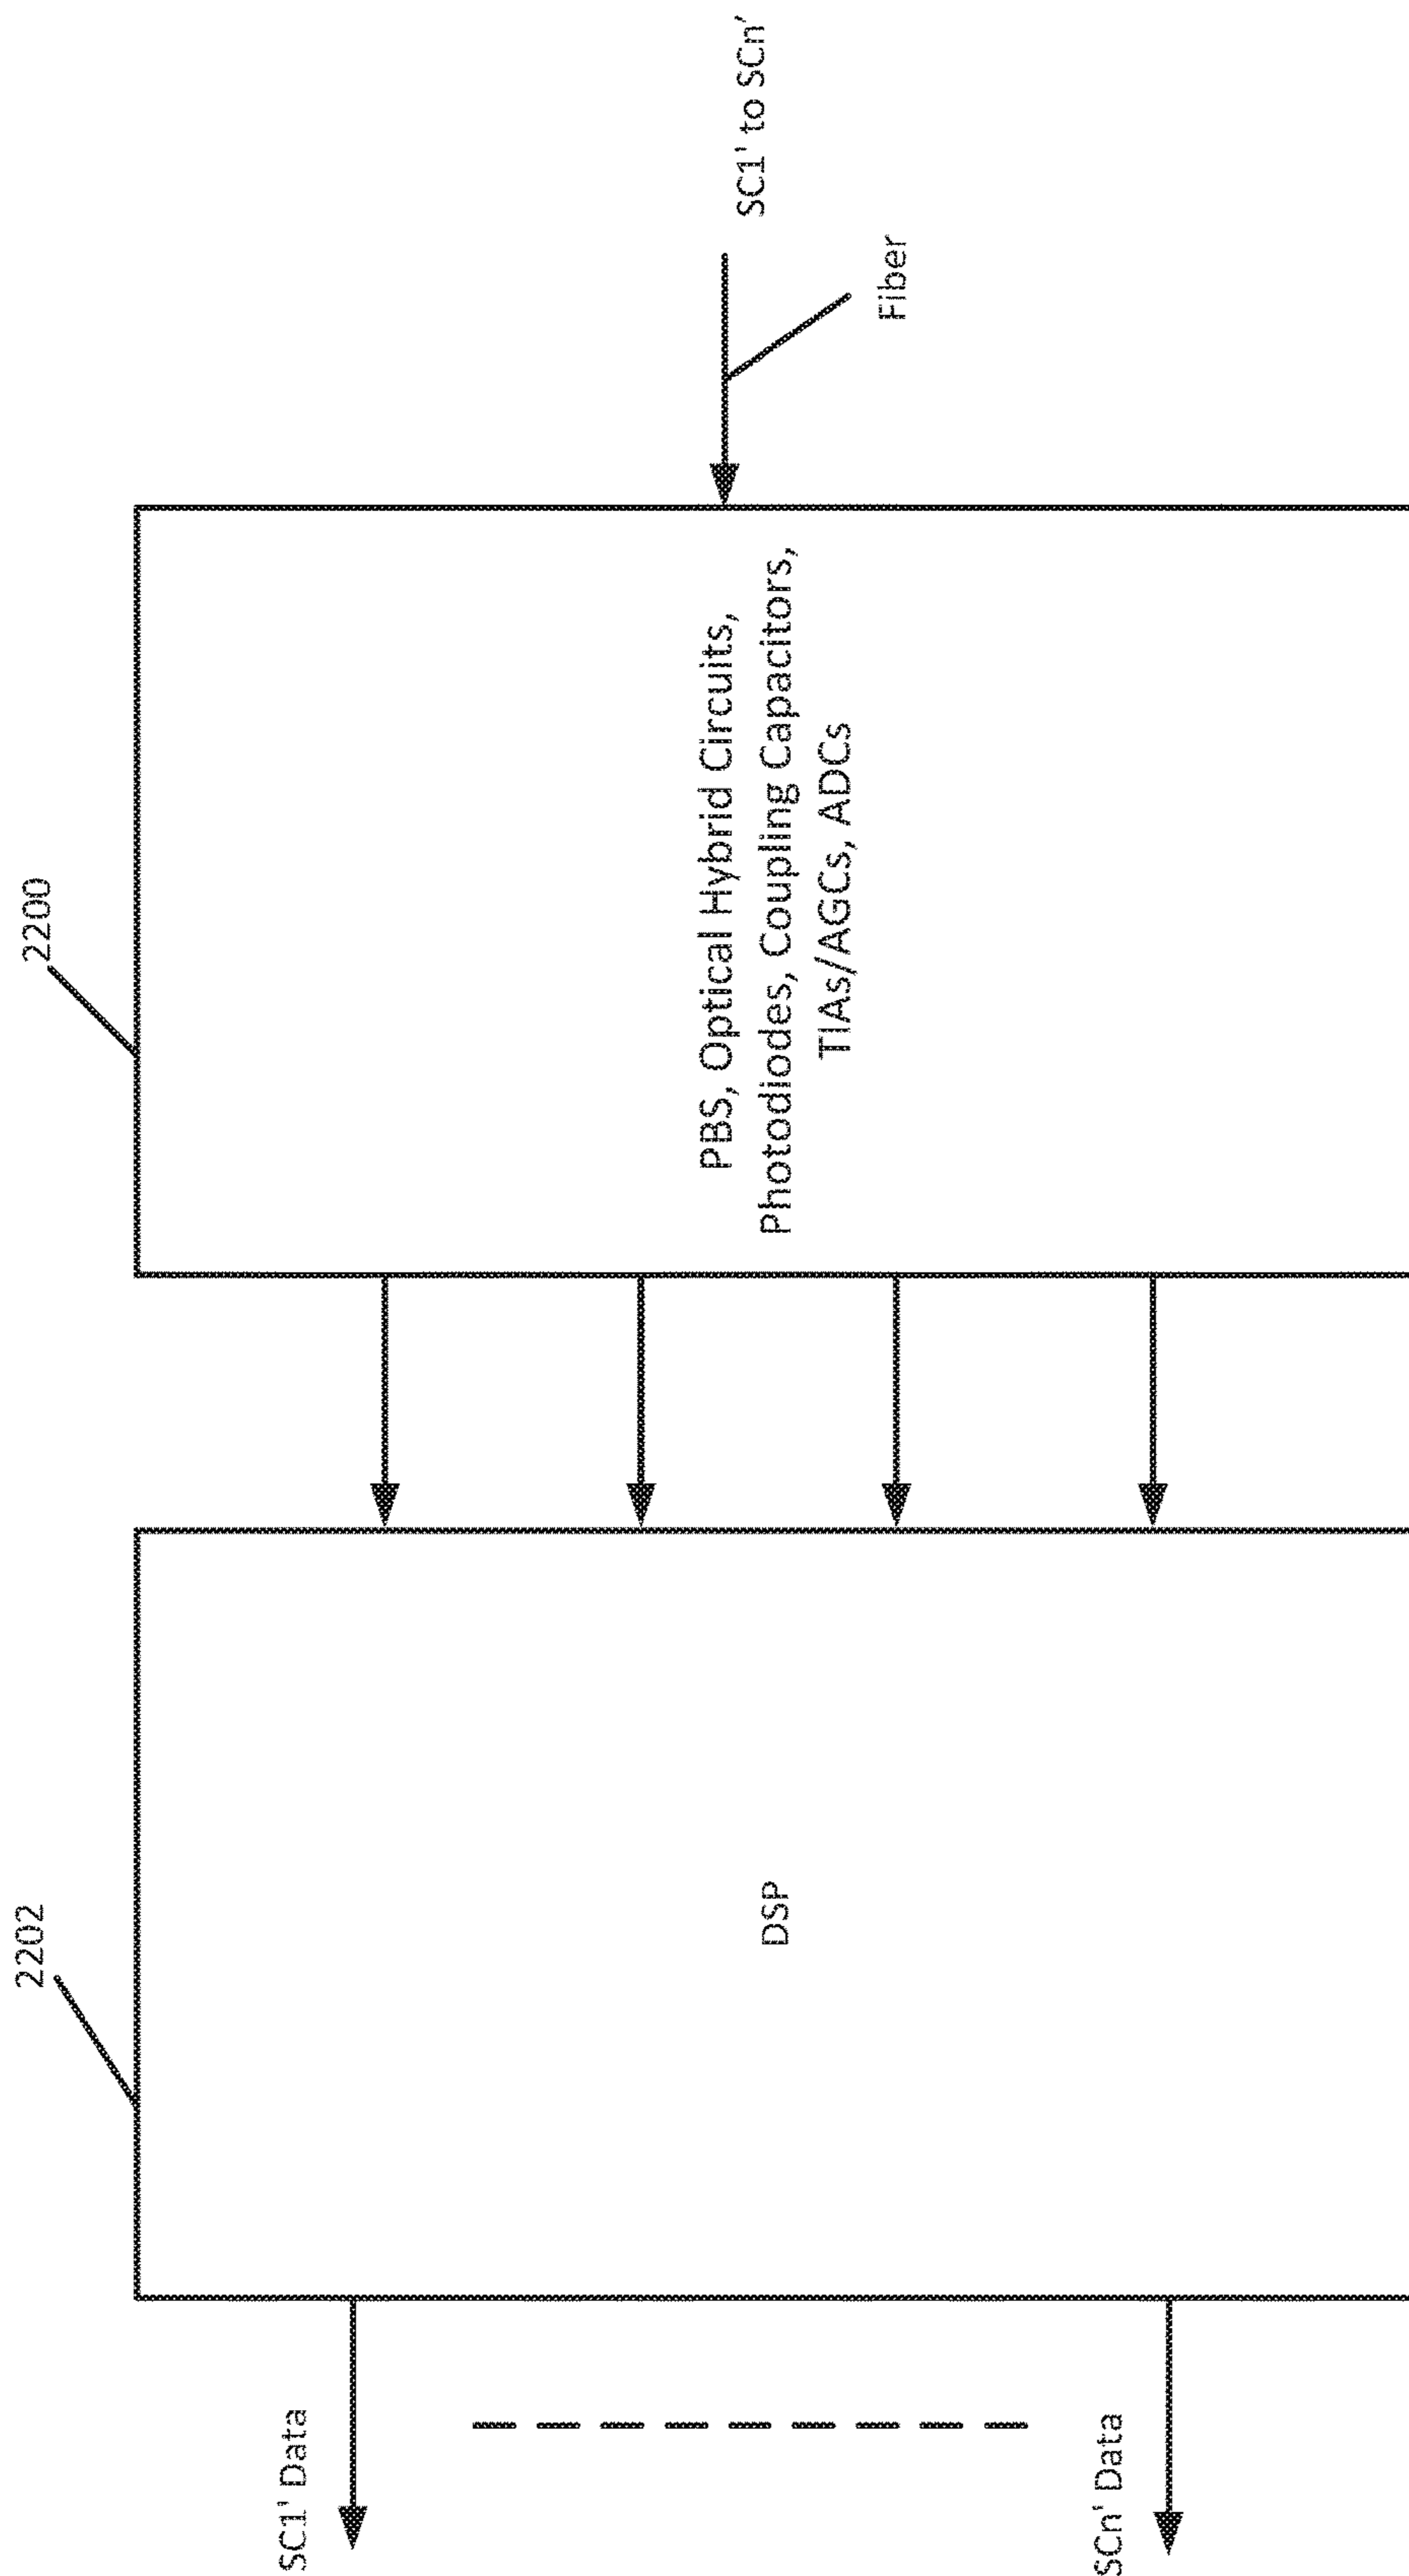 2202
2200
SC1' Data
SCn' Data
DSP
PBS, Optical Hybrid Circuits,
Photodiodes, Coupling Capacitors,
TIAs/AGCs, ADCs
Fiber
SC1' to SCn'